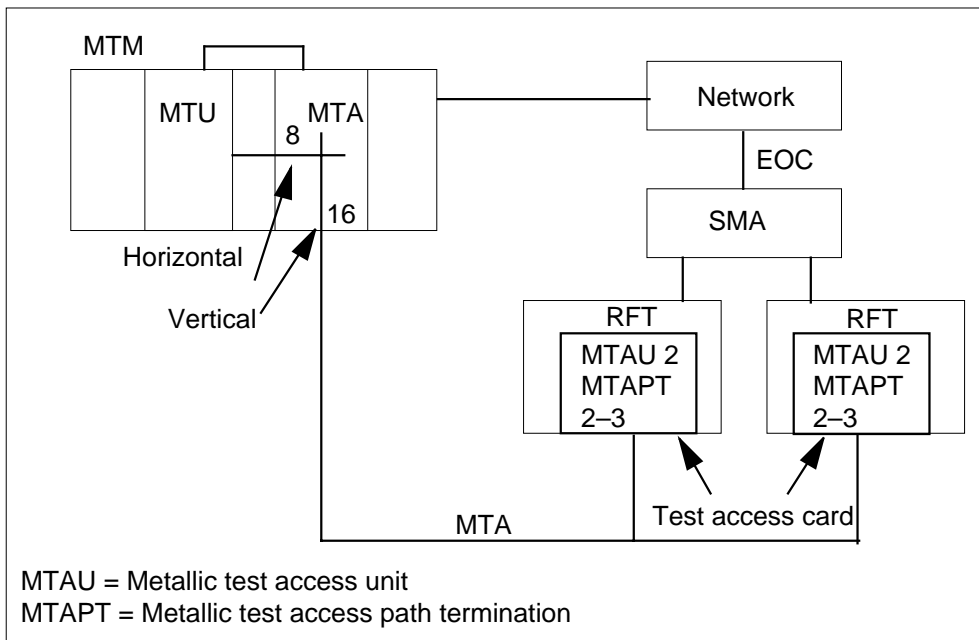 MTM
MTU
MTA
8
16
Horizontal
Vertical
Network
EOC
SMA
RFT
MTAU 2
MTAPT
2–3
RFT
MTAU 2
MTAPT
2–3
Test access card
MTA
MTAU = Metallic test access unit
MTAPT = Metallic test access path termination